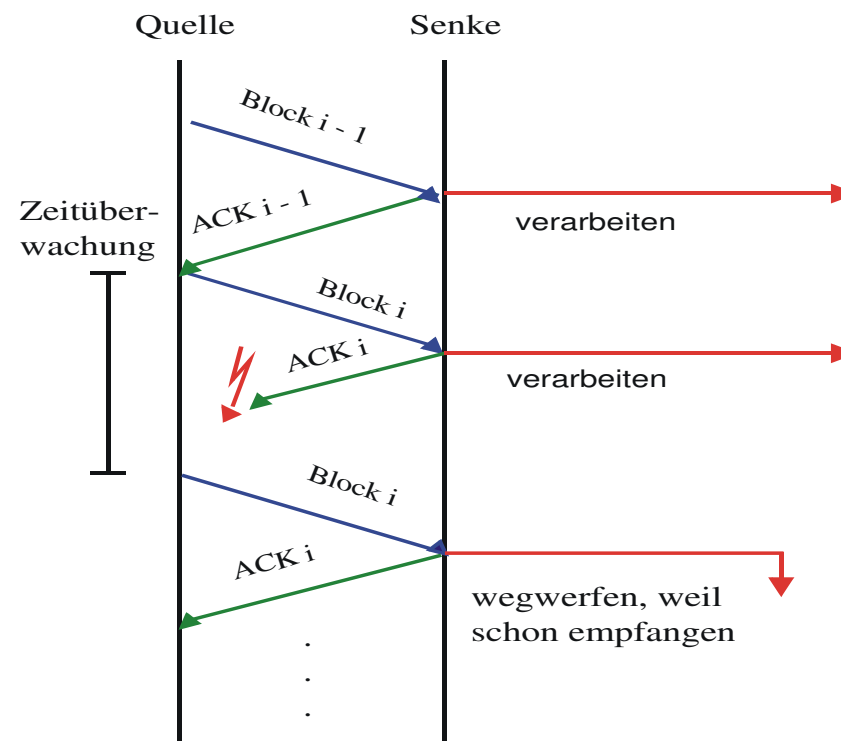 Quelle
Senke
Block i - 1
ACK i - 1
Zeitüber-
wachung
verarbeiten
Block i
ACK i
verarbeiten
Block i
ACK i
wegwerfen, weil
schon empfangen